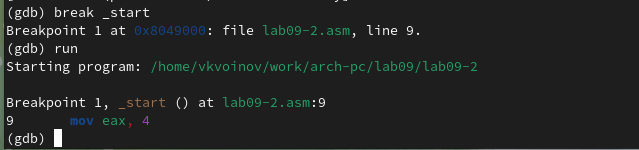 (gdb) break _start
Breakpoint 1 at 0x8049000: file lab09-2.asm, line 9.
(gdb) run
Starting program: /home/vkvoinov/work/arch-pc/lab09/lab09-2

Breakpoint 1, _start () at lab09-2.asm:9
9       mov eax, 4
(gdb)